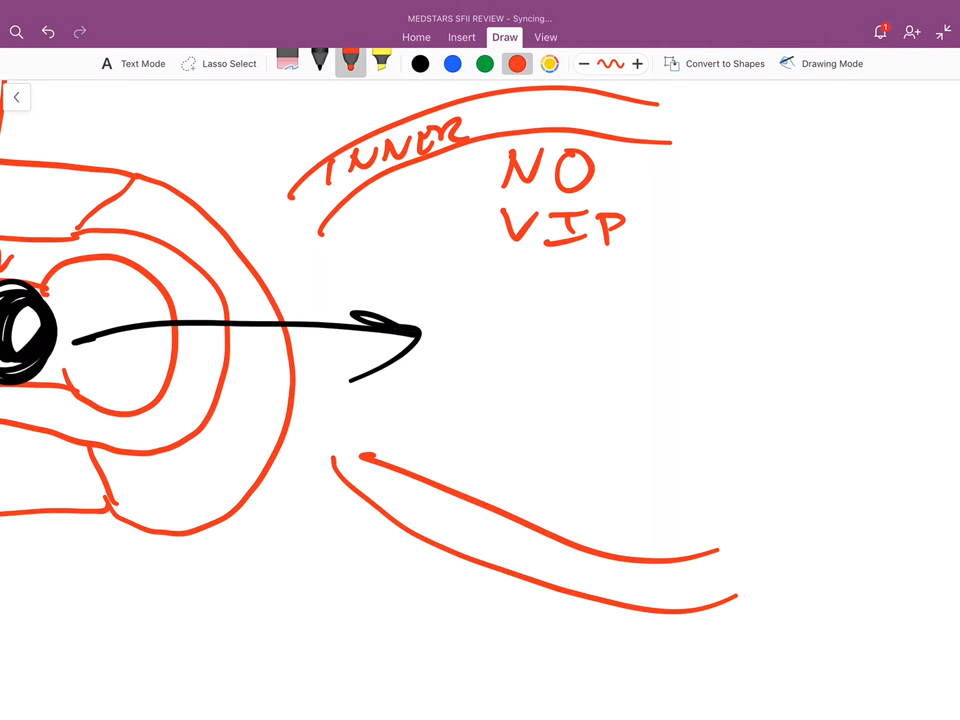 MEDSTARS SFII REVIEW - Syncing...
Home Insert Draw View
1
A Text Mode Lasso Select Convert to Shapes Drawing Mode
INNER
NO
VIP